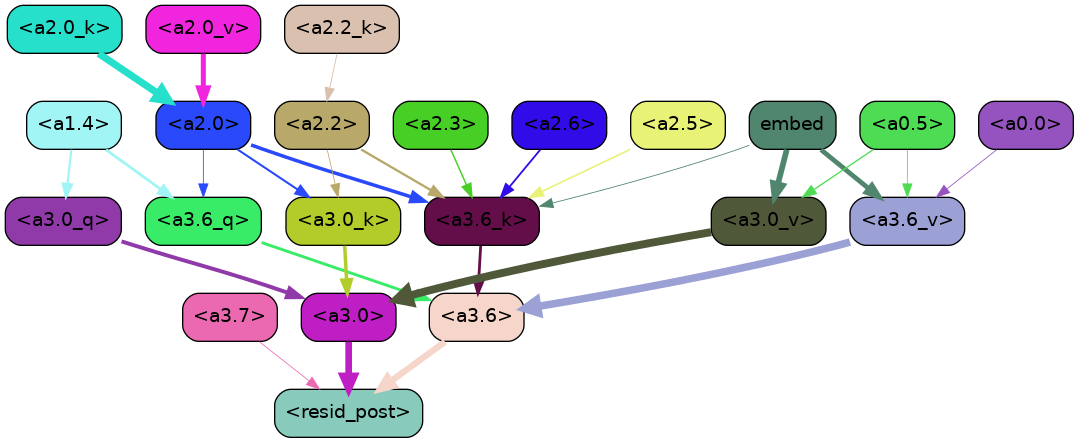 <a2.0_k> <a2.0_v> <a2.2_k>
<a1.4> <a2.0> <a2.2> <a2.3> <a2.6> <a2.5> embed <a0.5> <a0.0>
<a3.0_q> <a3.6_q> <a3.0_k> <a3.6_k> <a3.0_v> <a3.6_v>
<a3.7> <a3.0> <a3.6>
<resid_post>